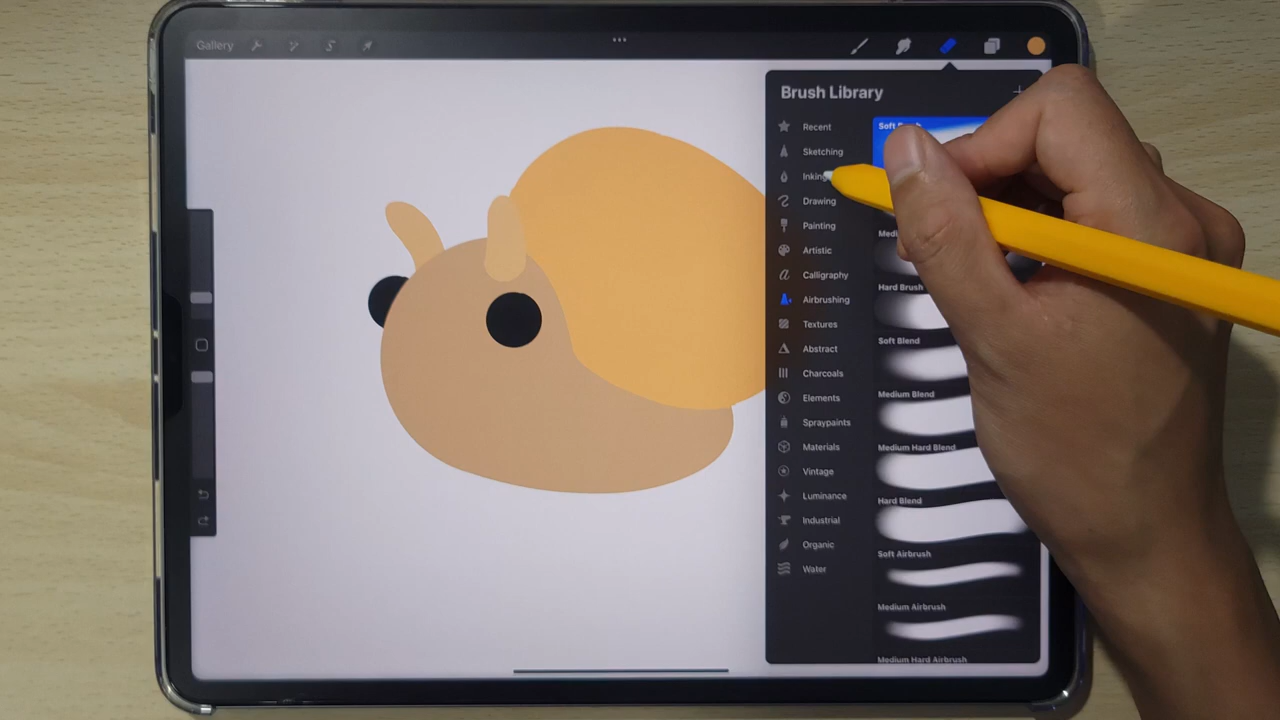 Gallery
Brush Library
Recent
Sketching
Inking
Drawing
Painting
Artistic
Calligraphy
Airbrushing
Textures
Abstract
Charcoals
Elements
Spraypaints
Materials
Vintage
Luminance
Industrial
Organic
Water
Soft
Hard Brush
Soft Blend
Medium Blend
Medium Hard Blend
Hard Blend
Soft Airbrush
Medium Airbrush
Medium Hard Airbrush